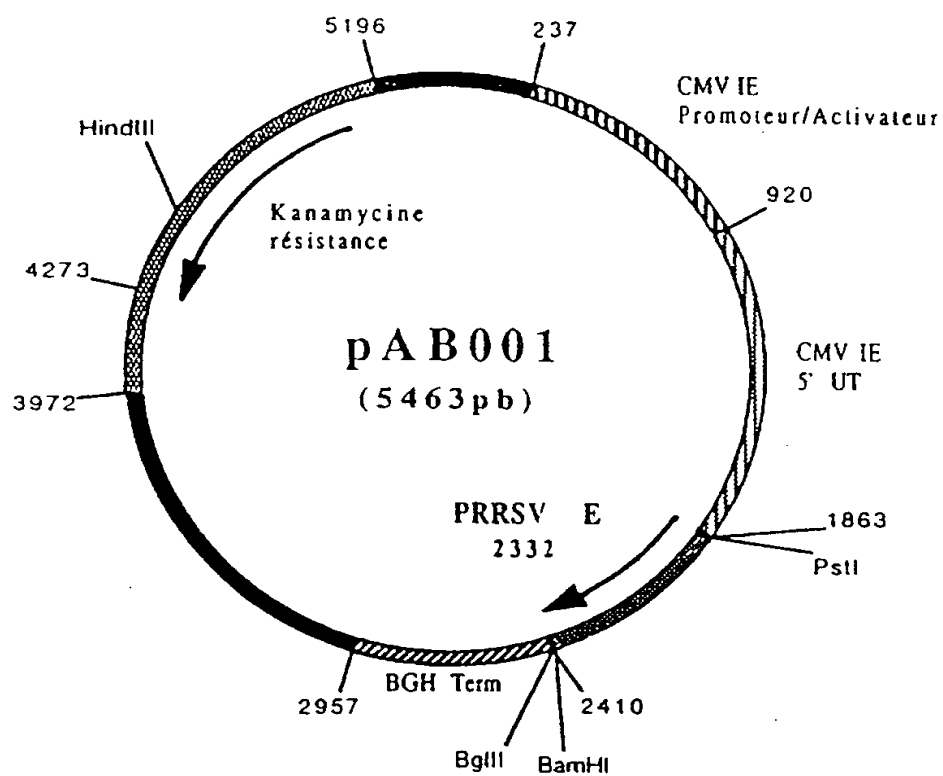 5196
237
CMV IE
Promoteur/Activateur
HindIII
920
Kanamycine
résistance
4273
pAB001
(5463pb)
CMV IE
5' UT
3972
PRRSV E
2332
1863
PstI
BGH Term
2957
2410
BglII
BamHI